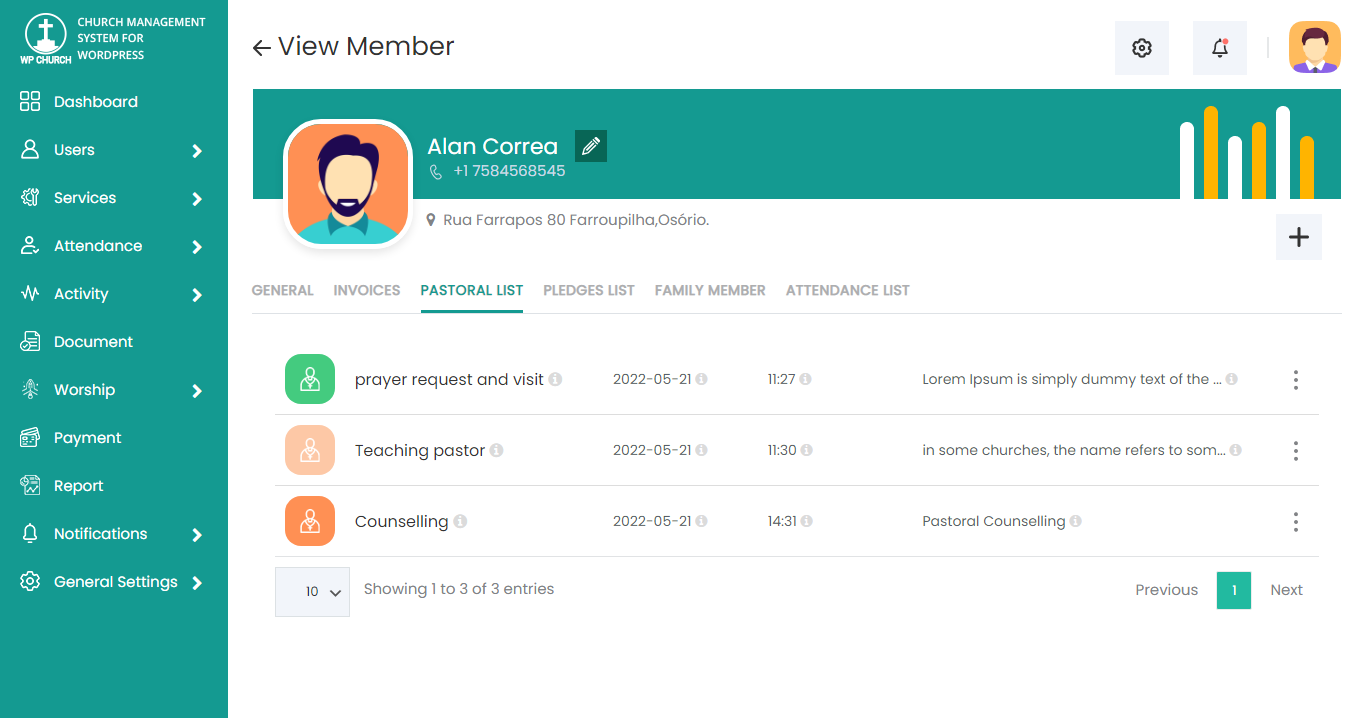 WP CHURCH
CHURCH MANAGEMENT
SYSTEM FOR
WORDPRESS
Dashboard
Users
Services
Attendance
Activity
Document
Worship
Payment
Report
Notifications
General Settings
View Member
Alan Correa
+1 7584568545
Rua Farrapos 80 Farroupilha,Osório.
GENERAL INVOICES PASTORAL LIST PLEDGES LIST FAMILY MEMBER ATTENDANCE LIST
prayer request and visit 2022-05-21 11:27 Lorem Ipsum is simply dummy text of the ...
Teaching pastor 2022-05-21 11:30 in some churches, the name refers to som...
Counselling 2022-05-21 14:31 Pastoral Counselling
10 Showing 1 to 3 of 3 entries Previous 1 Next